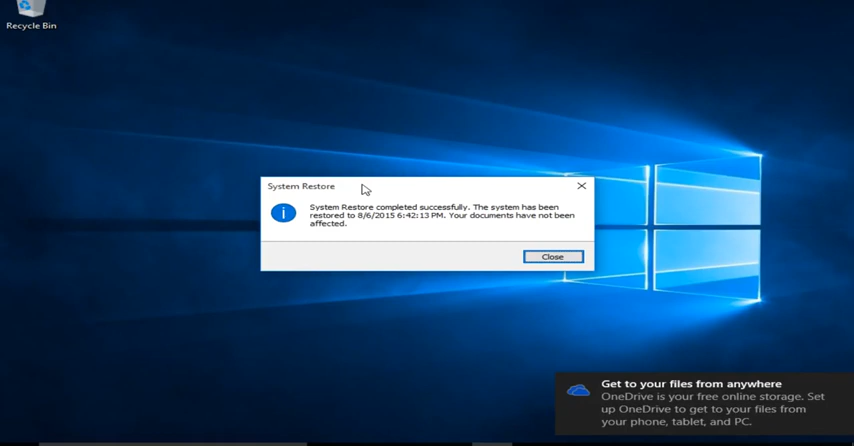 Recycle Bin
System Restore
System Restore completed successfully. The system has been
restored to 8/6/2015 6:42:13 PM. Your documents have not been
affected.
Close
Get to your files from anywhere
OneDrive is your free online storage. Set
up OneDrive to get to your files from
your phone, tablet, and PC.